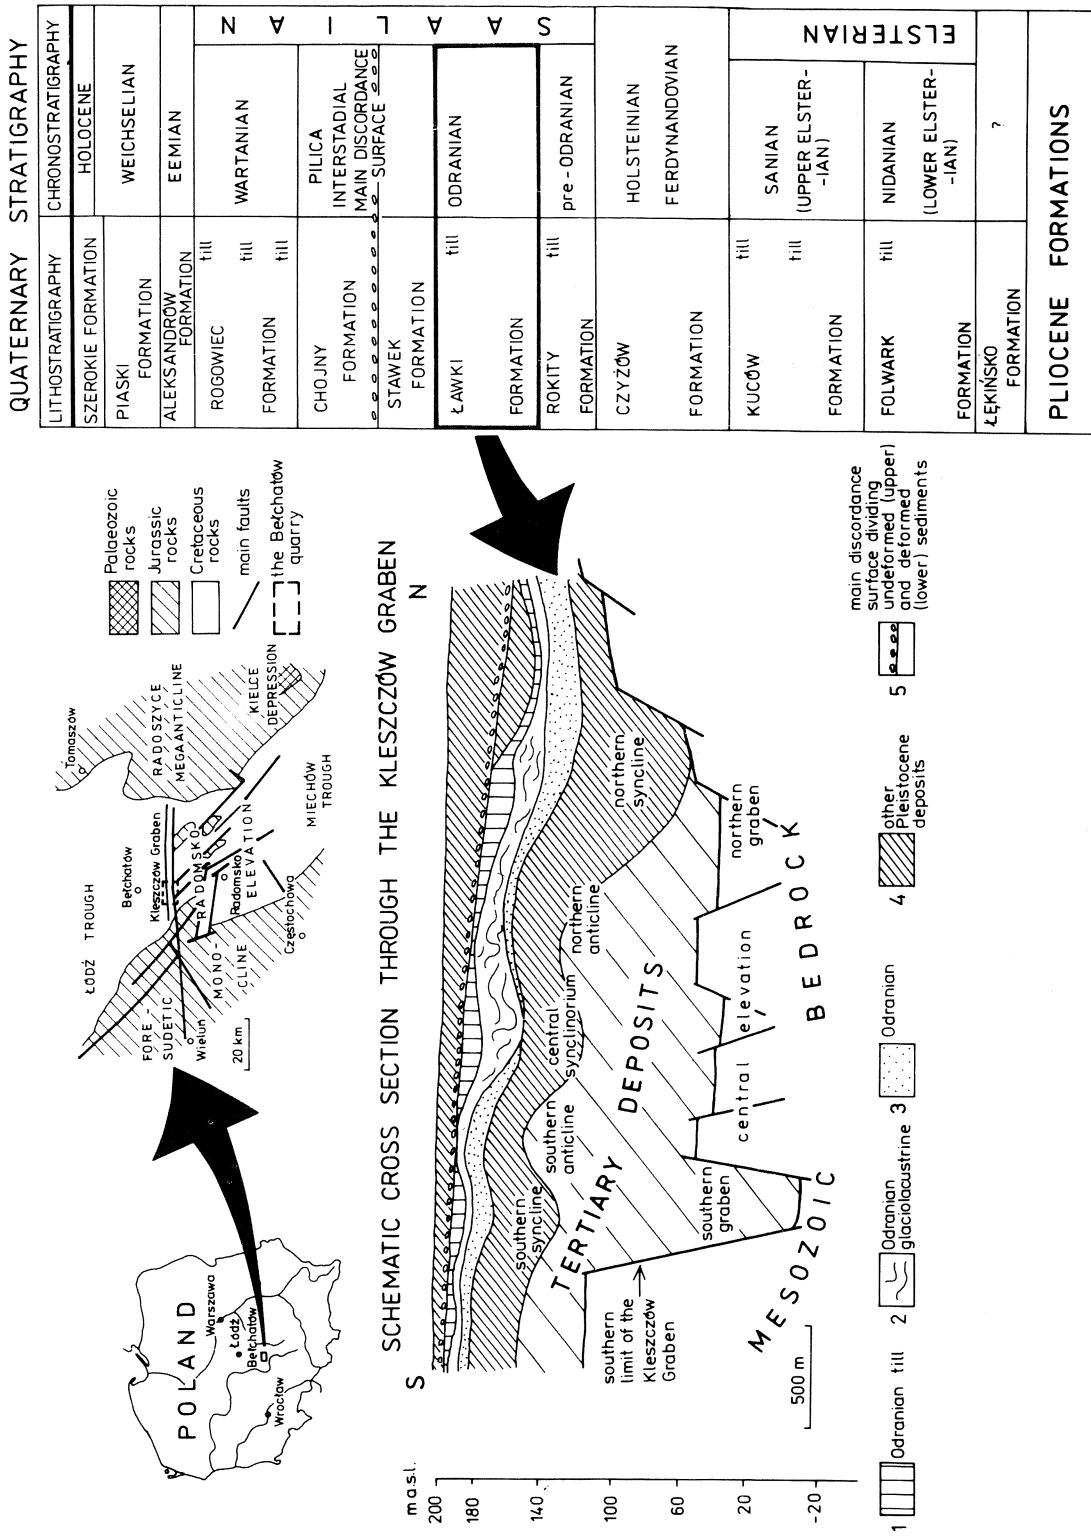 QUATERNARY STRATIGRAPHY
LITHOSTRATIGRAPHY
CHRONOSTRATIGRAPHY
SZEROKIE FORMATION
HOLOCENE
PIASKI
FORMATION
WEICHSELIAN
ALEKSANDRÓW
FORMATION
EEMIAN
ROGOWIEC
FORMATION
till
till
till
WARTANIAN
CHOJNY
FORMATION
PILICA
INTERSTADIAL
MAIN DISCORDANCE
SURFACE
STAWEK
FORMATION
ŁAWKI
FORMATION
till
ODRANIAN
ROKITY
FORMATION
till
pre-ODRANIAN
SAALIAN
CZYŻÓW
FORMATION
HOLSTEINIAN
FERDYNANDOVIAN
KUCÓW
FORMATION
till
till
SANIAN
(UPPER ELSTER-
-IAN)
FOLWARK
FORMATION
till
NIDANIAN
(LOWER ELSTER-
-IAN)
ELSTERIAN
ŁĘKIŃSKO
FORMATION
?
PLIOCENE FORMATIONS
POLAND
Warszawa
Łódź
Bełchatów
Wrocław
ŁÓDŹ TROUGH
Tomaszów
Bełchatów
Kleszczów Graben
RADOSZYCE
MEGAANTICLINE
KIELCE
DEPRESSION
FORE-
SUDETIC
MONO-
CLINE
Wieluń
RADOMSKO
ELEVATION
Radomsko
Częstochowa
MIECHÓW
TROUGH
20 km
Palaeozoic
rocks
Jurassic
rocks
Cretaceous
rocks
main faults
the Bełchatów
quarry
SCHEMATIC CROSS SECTION THROUGH THE KLESZCZÓW GRABEN
S
N
m a.s.l.
200
180
140
100
60
20
-20
southern
syncline
southern
anticline
central
synclinorium
northern
anticline
northern
syncline
TERTIARY DEPOSITS
southern
limit of the
Kleszczów
Graben
southern
graben
central elevation
northern
graben
MESOZOIC BEDROCK
500 m
1 Odranian till
2 Odranian
glaciolacustrine
3 Odranian
4 other
Pleistocene
deposits
5 main discordance
surface dividing
undeformed (upper)
and deformed
(lower) sediments